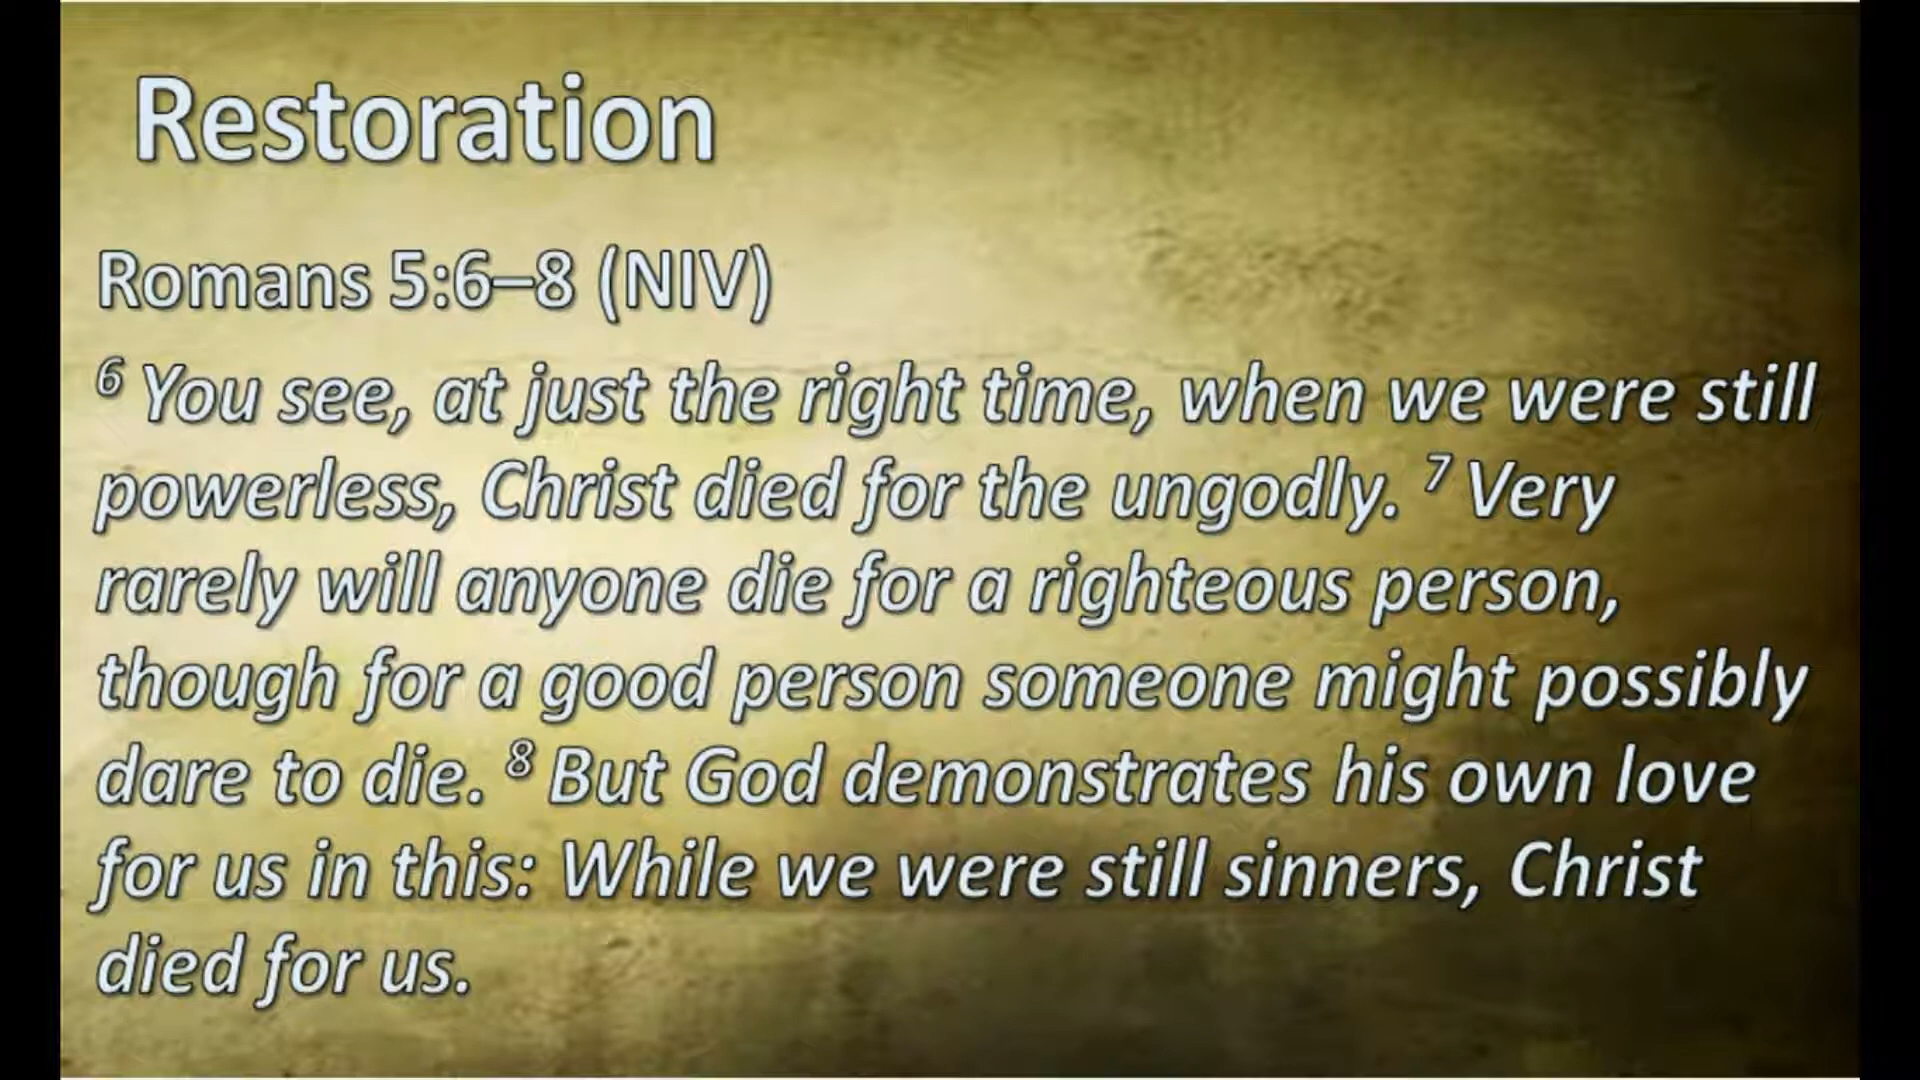 Restoration
Romans 5:6–8 (NIV)
6 You see, at just the right time, when we were still
powerless, Christ died for the ungodly. 7 Very
rarely will anyone die for a righteous person,
though for a good person someone might possibly
dare to die. 8 But God demonstrates his own love
for us in this: While we were still sinners, Christ
died for us.